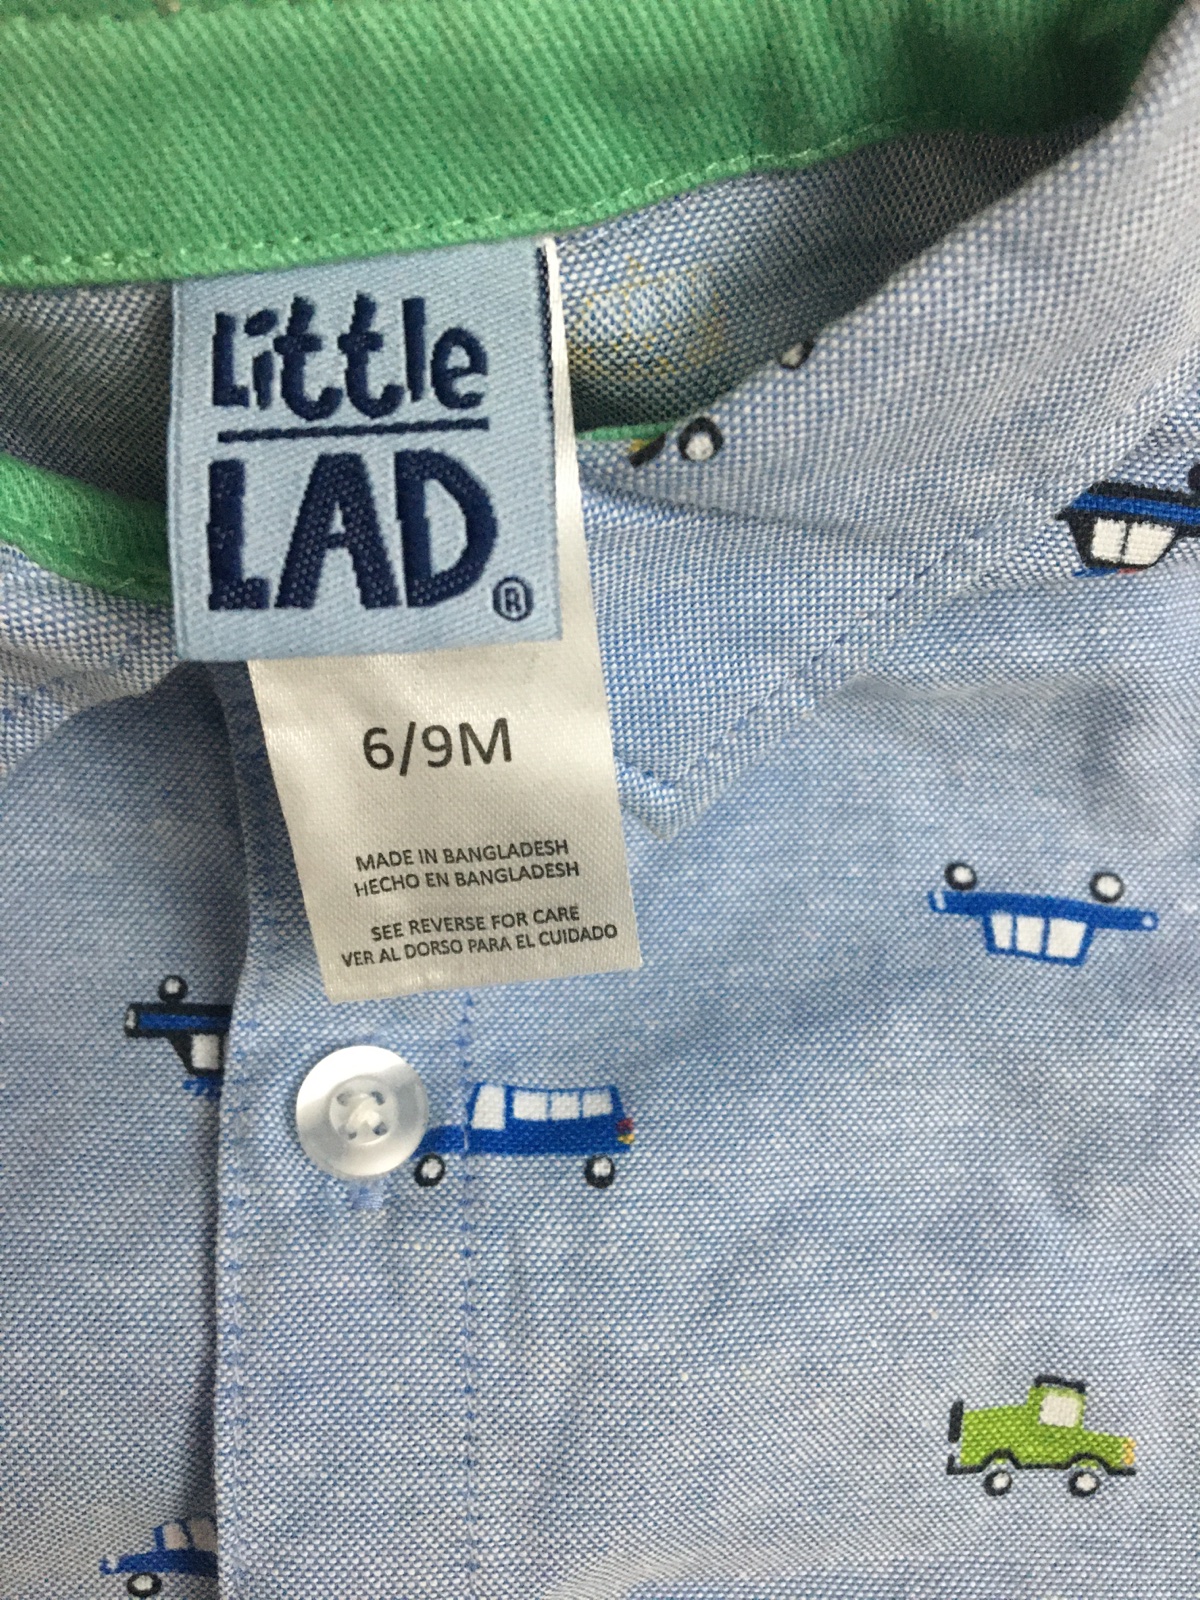 Little
LAD®
6/9M
MADE IN BANGLADESH
HECHO EN BANGLADESH
SEE REVERSE FOR CARE
VER AL DORSO PARA EL CUIDADO